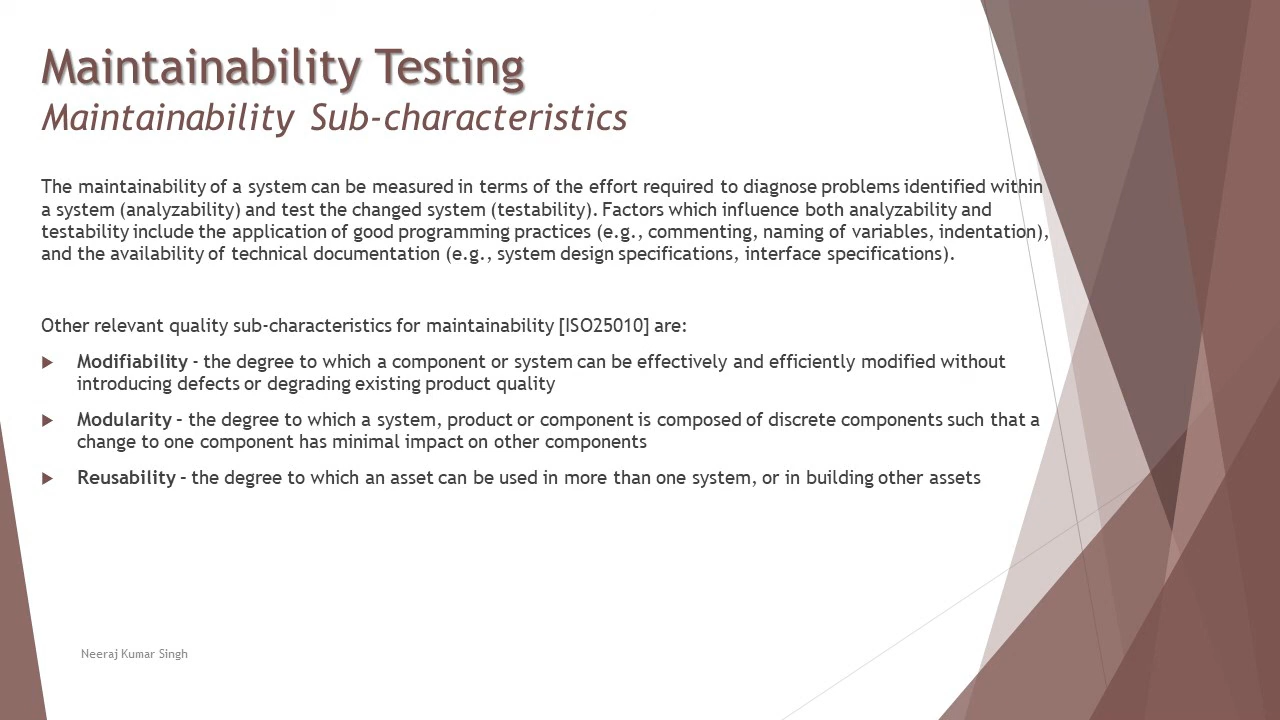 Maintainability Testing
Maintainability Sub-characteristics
The maintainability of a system can be measured in terms of the effort required to diagnose problems identified within
a system (analyzability) and test the changed system (testability). Factors which influence both analyzability and
testability include the application of good programming practices (e.g., commenting, naming of variables, indentation),
and the availability of technical documentation (e.g., system design specifications, interface specifications).
Other relevant quality sub-characteristics for maintainability [ISO25010] are:
Modifiability - the degree to which a component or system can be effectively and efficiently modified without
introducing defects or degrading existing product quality
Modularity – the degree to which a system, product or component is composed of discrete components such that a
change to one component has minimal impact on other components
Reusability – the degree to which an asset can be used in more than one system, or in building other assets
Neeraj Kumar Singh